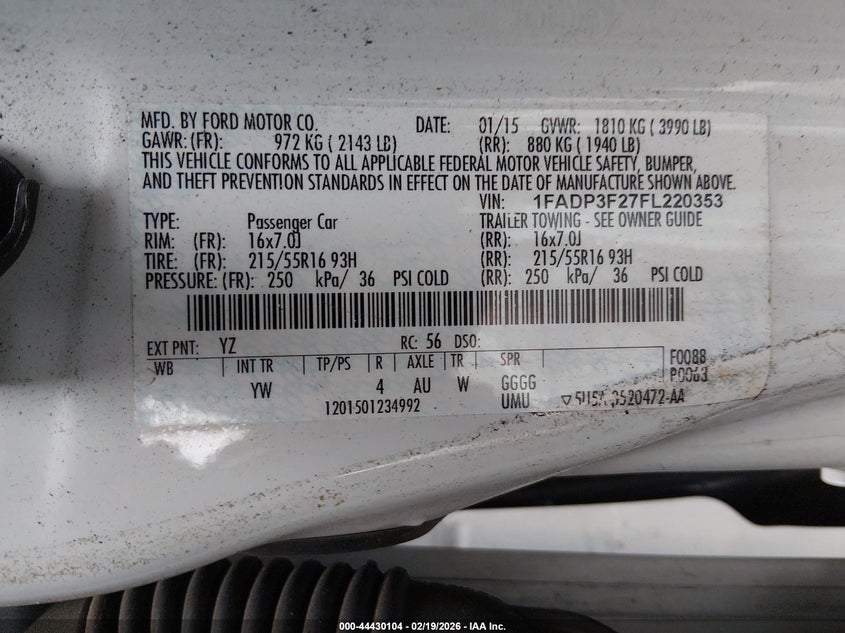 MFD. BY FORD MOTOR CO. DATE: 01/15 GVWR: 1810 KG ( 3990 LB)
GAWR: (FR): 972 KG ( 2143 LB) (RR): 880 KG ( 1940 LB)
THIS VEHICLE CONFORMS TO ALL APPLICABLE FEDERAL MOTOR VEHICLE SAFETY, BUMPER,
AND THEFT PREVENTION STANDARDS IN EFFECT ON THE DATE OF MANUFACTURE SHOWN ABOVE.
VIN: 1FADP3F27FL220353
TYPE: Passenger Car TRAILER TOWING - SEE OWNER GUIDE
RIM: (FR): 16x7.0J (RR): 16x7.0J
TIRE: (FR): 215/55R16 93H (RR): 215/55R16 93H
PRESSURE: (FR): 250 kPa/ 36 PSI COLD (RR): 250 kPa/ 36 PSI COLD
EXT PNT: YZ RC: 56 DSO:
WB INT TR TP/PS R AXLE TR SPR F0088
YW 4 AU W GGGG P0063
1201501234992 UMU
000-44430104 - 02/19/2026 - IAA Inc.